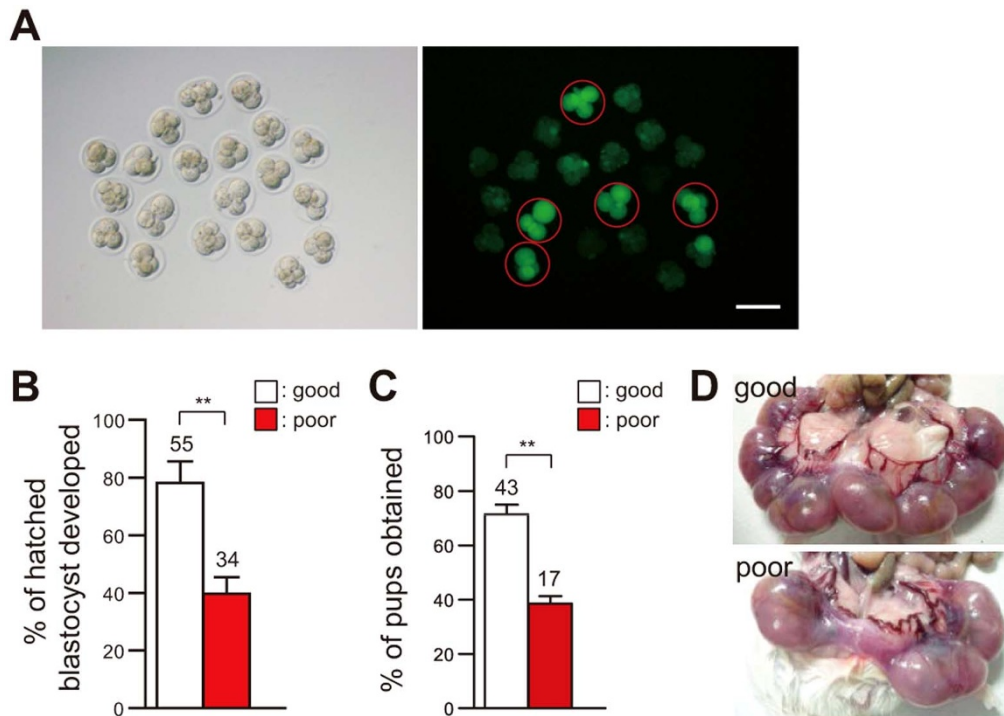 A
B
% of hatched
blastocyst developed
: good
: poor
**
100
80
60
40
20
0
55
34
C
% of pups obtained
: good
: poor
**
100
80
60
40
20
0
43
17
D
good
poor